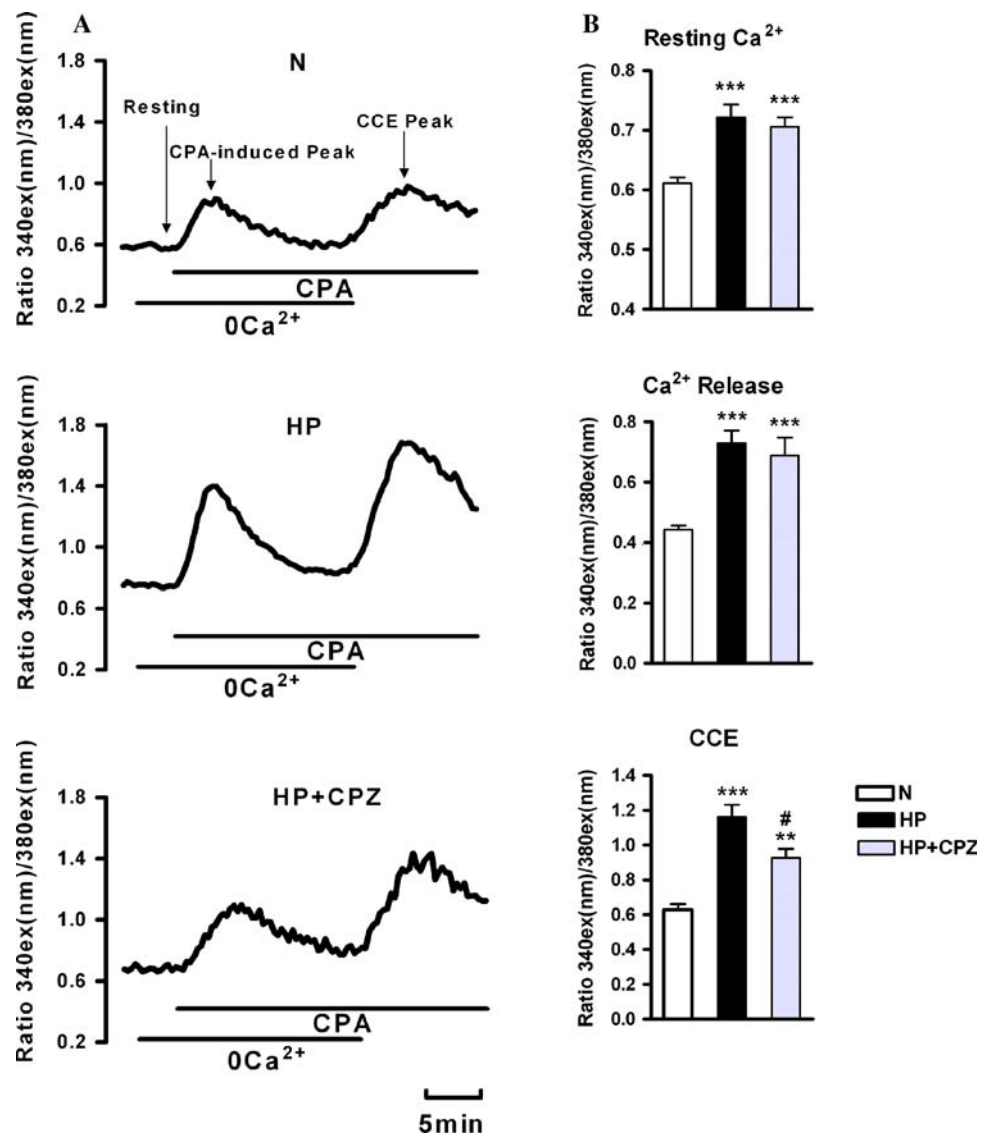 A
Ratio 340ex(nm)/380ex(nm)
1.8
1.4
1.0
0.6
0.2
N
Resting
CPA-induced Peak
CCE Peak
CPA
0Ca²⁺
Ratio 340ex(nm)/380ex(nm)
1.8
1.4
1.0
0.6
0.2
HP
CPA
0Ca²⁺
Ratio 340ex(nm)/380ex(nm)
1.8
1.4
1.0
0.6
0.2
HP+CPZ
CPA
0Ca²⁺
5min
B
Resting Ca²⁺
Ratio 340ex(nm)/380ex(nm)
0.8
0.7
0.6
0.5
0.4
***
***
Ca²⁺ Release
Ratio 340ex(nm)/380ex(nm)
0.8
0.6
0.4
0.2
0.0
***
***
CCE
Ratio 340ex(nm)/380ex(nm)
1.4
1.2
1.0
0.8
0.6
0.4
0.2
0.0
***
#
**
N
HP
HP+CPZ